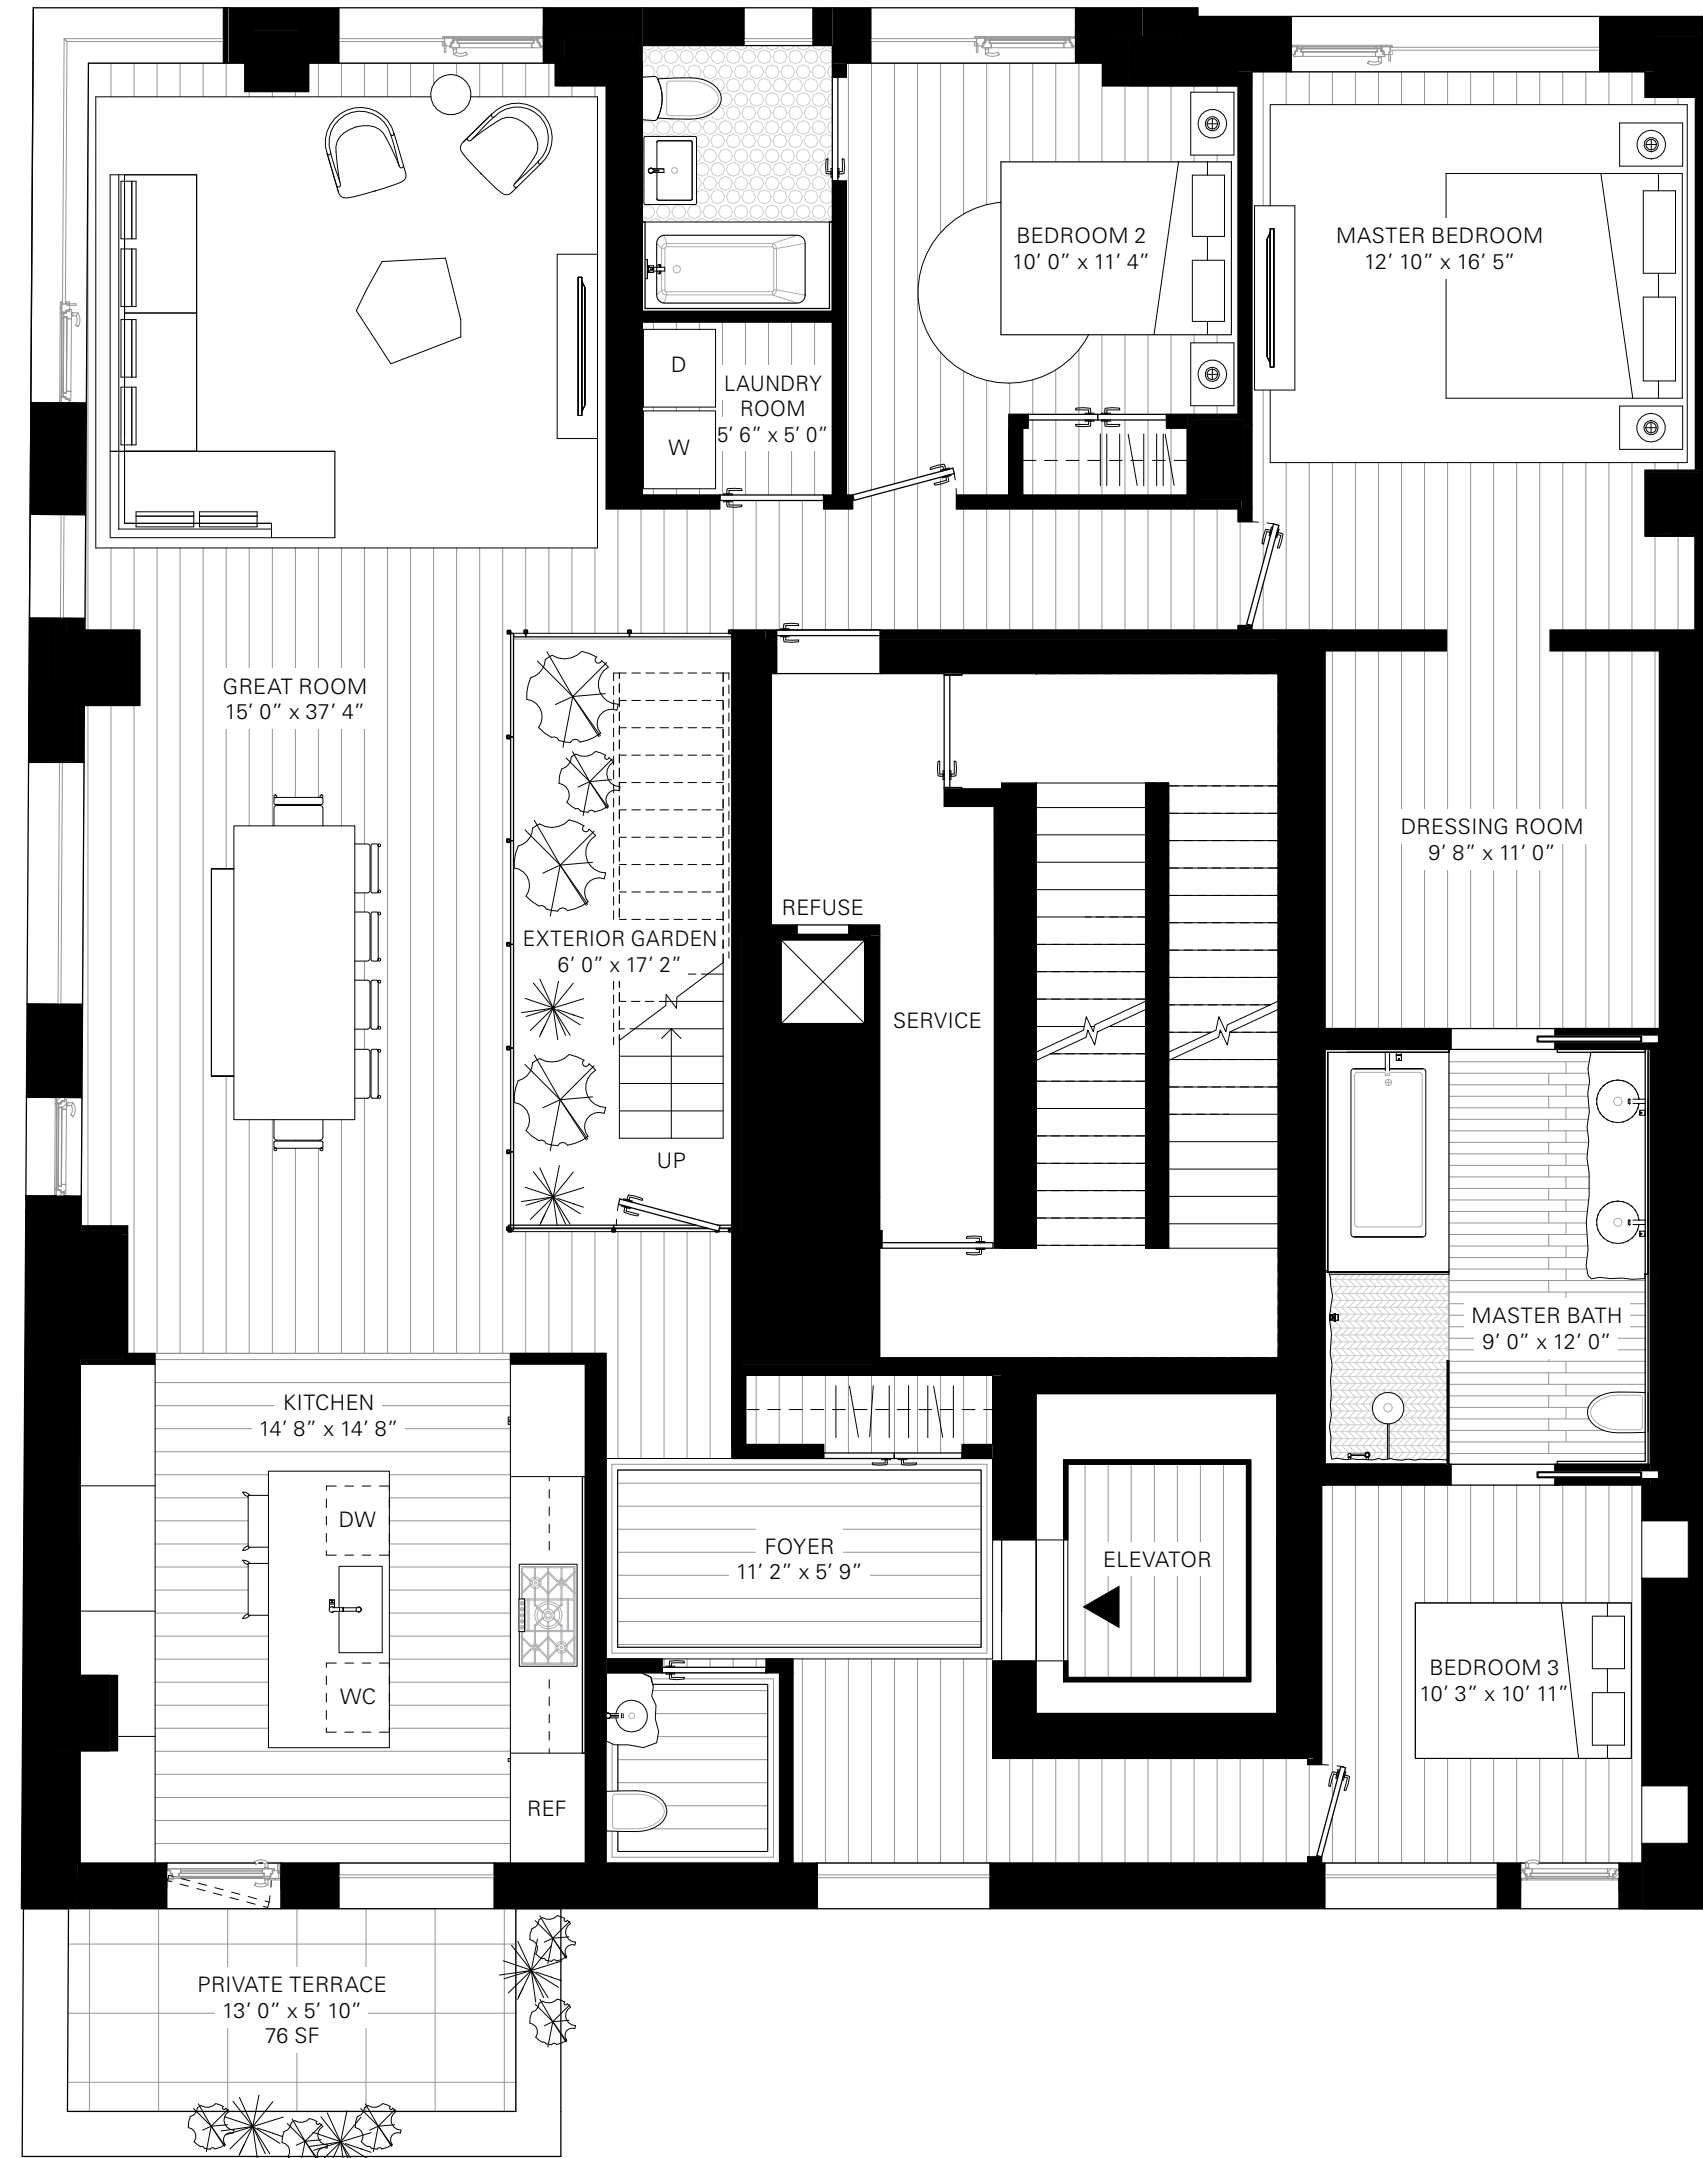 BEDROOM 2
10’ 0” x 11’ 4”
MASTER BEDROOM
12’ 10” x 16’ 5”
D
W
LAUNDRY
ROOM
5’ 6” x 5’ 0”
GREAT ROOM
15’ 0” x 37’ 4”
DRESSING ROOM
9’ 8” x 11’ 0”
REFUSE
EXTERIOR GARDEN
6’ 0” x 17’ 2”
SERVICE
UP
MASTER BATH
9’ 0” x 12’ 0”
KITCHEN
14’ 8” x 14’ 8”
DW
FOYER
11’ 2” x 5’ 9”
ELEVATOR
BEDROOM 3
10’ 3” x 10’ 11”
WC
REF
PRIVATE TERRACE
13’ 0” x 5’ 10”
76 SF